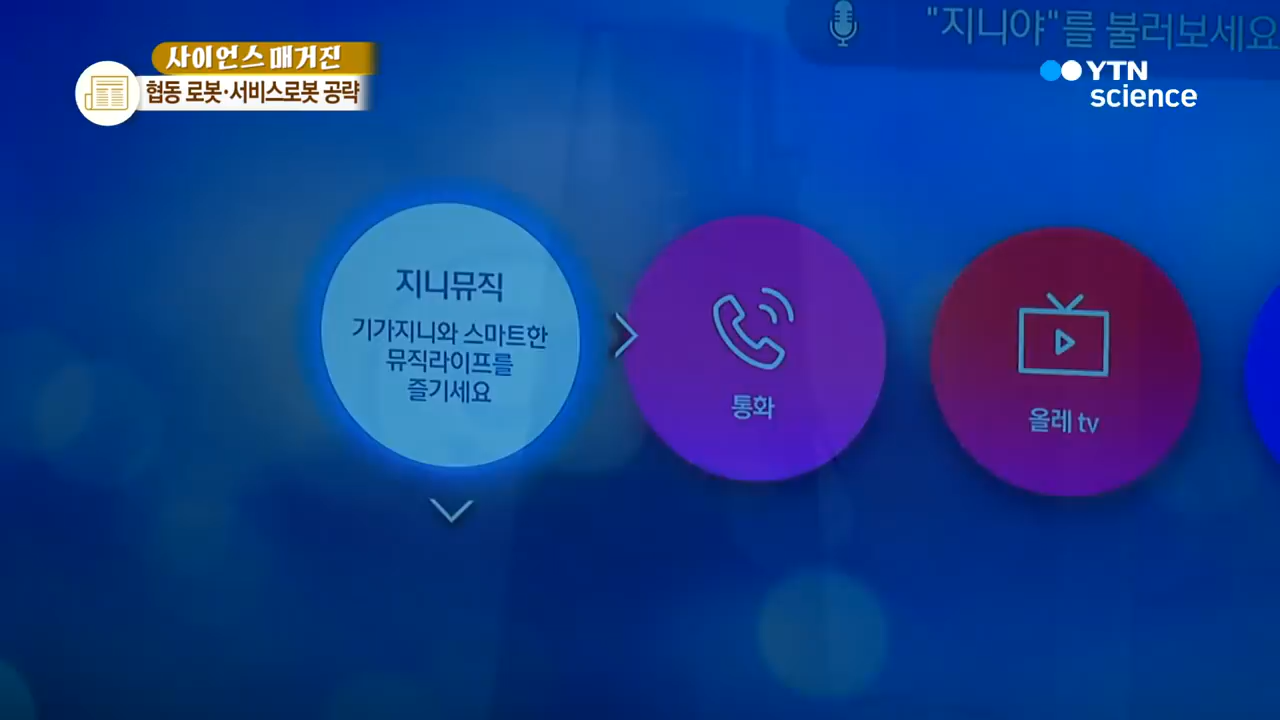 사이언스 매거진
협동 로봇·서비스로봇 공략
"지니야"를 불러보세요
YTN
science
지니뮤직
기가지니와 스마트한
뮤직라이프를
즐기세요
통화
올레 tv